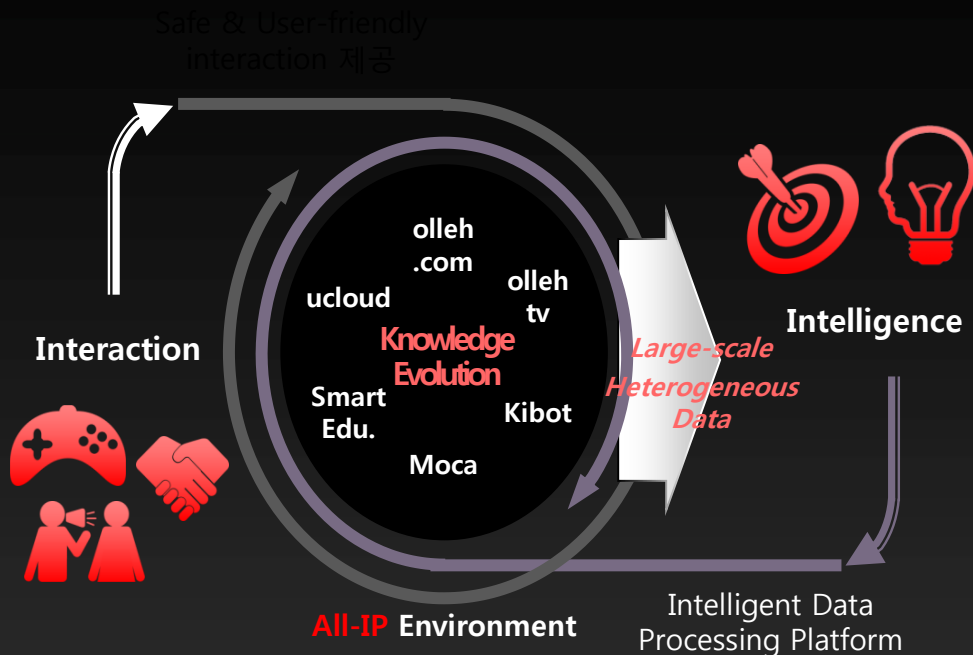 Safe & User-friendly
interaction 제공
olleh
.com
ucloud
olleh
tv
Knowledge
Evolution
Smart
Edu.
Kibot
Moca
Interaction
Large-scale
Heterogeneous
Data
Intelligence
All-IP Environment
Intelligent Data
Processing Platform